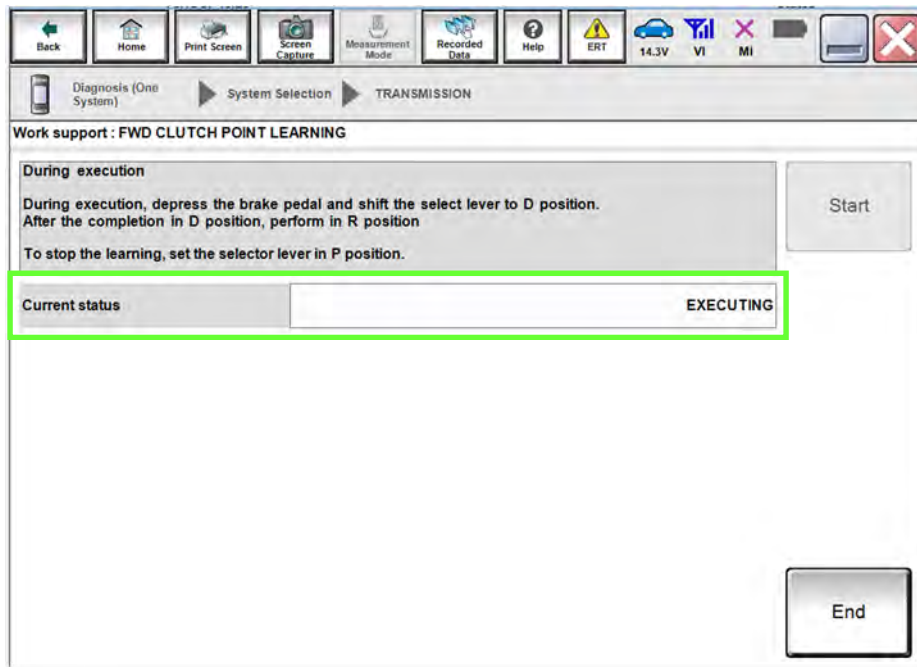 Back
Home
Print Screen
Screen
Capture
Measurement
Mode
Recorded
Data
Help
ERT
14.3V
VI
MI
Diagnosis (One
System)
System Selection
TRANSMISSION
Work support : FWD CLUTCH POINT LEARNING
During execution
During execution, depress the brake pedal and shift the select lever to D position.
After the completion in D position, perform in R position
To stop the learning, set the selector lever in P position.
Start
Current status
EXECUTING
End